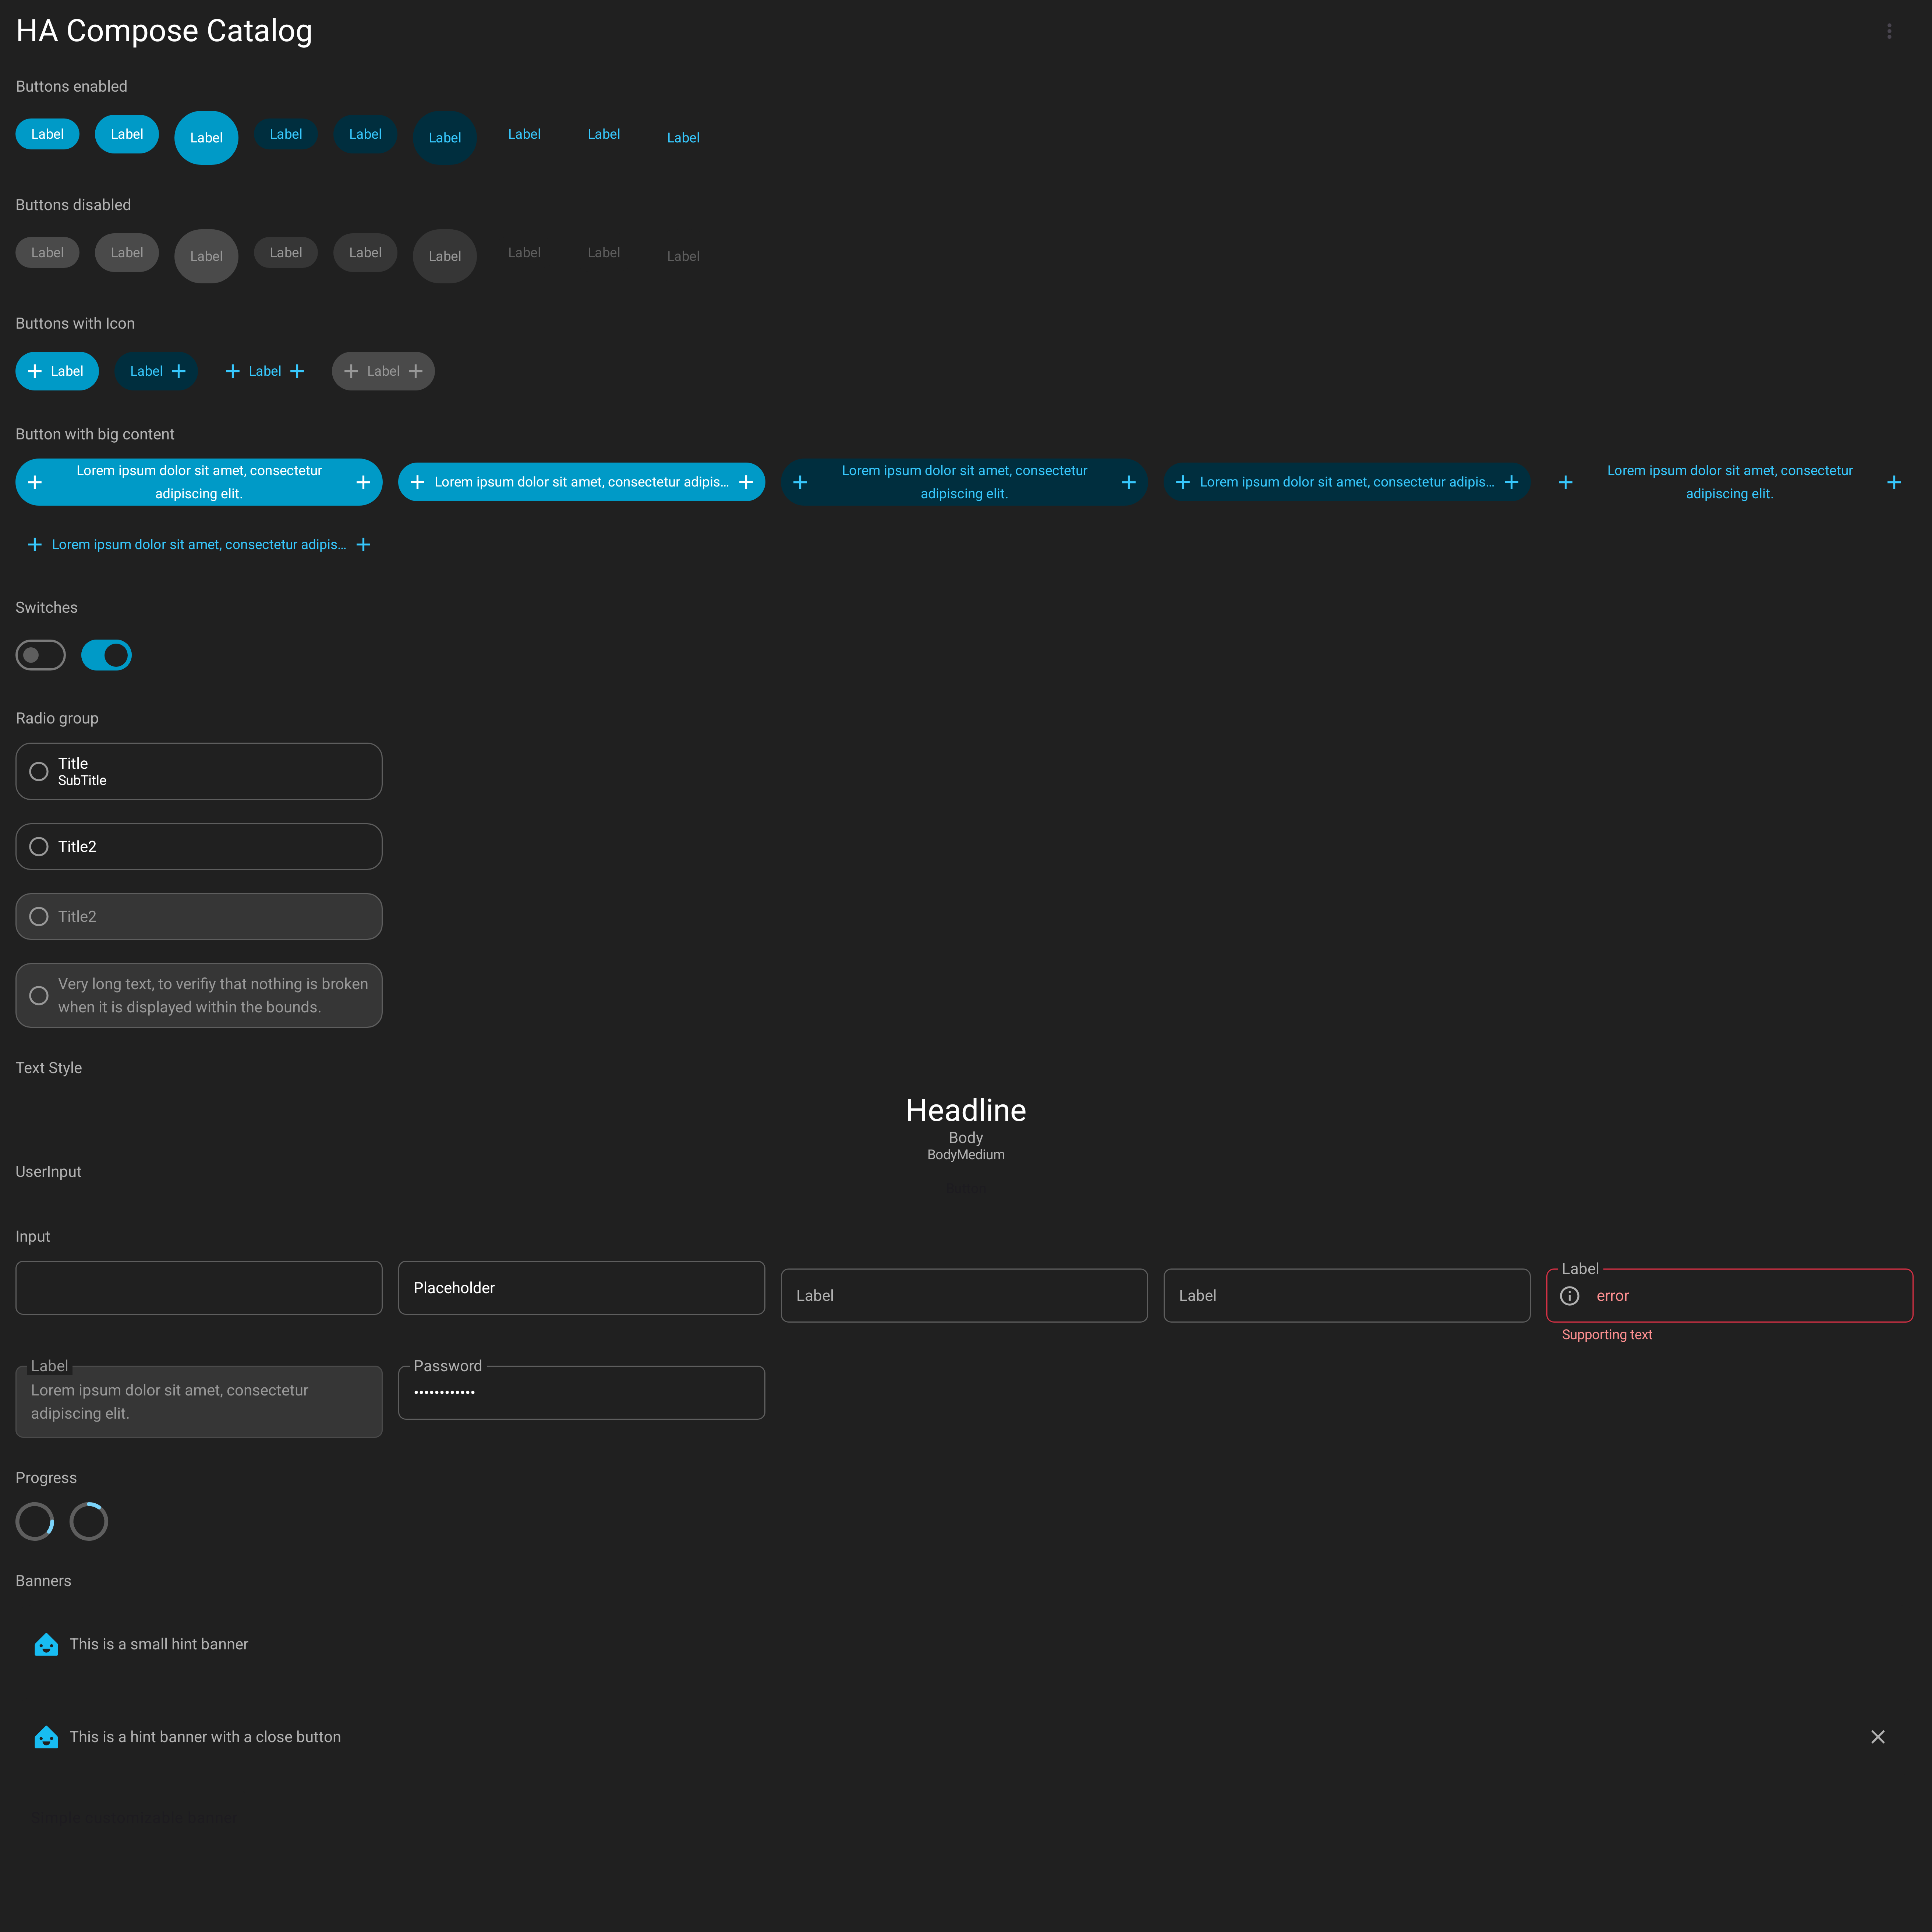 HA Compose Catalog
Buttons enabled
Label Label Label Label Label Label Label Label Label
Buttons disabled
Label Label Label Label Label Label Label Label Label
Buttons with Icon
Label Label Label Label
Button with big content
Lorem ipsum dolor sit amet, consectetur
adipiscing elit.
Lorem ipsum dolor sit amet, consectetur adipis...
Lorem ipsum dolor sit amet, consectetur
adipiscing elit.
Lorem ipsum dolor sit amet, consectetur adipis...
Lorem ipsum dolor sit amet, consectetur
adipiscing elit.
Lorem ipsum dolor sit amet, consectetur adipis...
Switches
Radio group
Title
SubTitle
Title2
Title2
Very long text, to verifiy that nothing is broken
when it is displayed within the bounds.
Text Style
Headline
Body
BodyMedium
UserInput
Input
Placeholder
Label
Label
Label
error
Supporting text
Label
Lorem ipsum dolor sit amet, consectetur
adipiscing elit.
Password
••••••••••••
Progress
Banners
This is a small hint banner
This is a hint banner with a close button